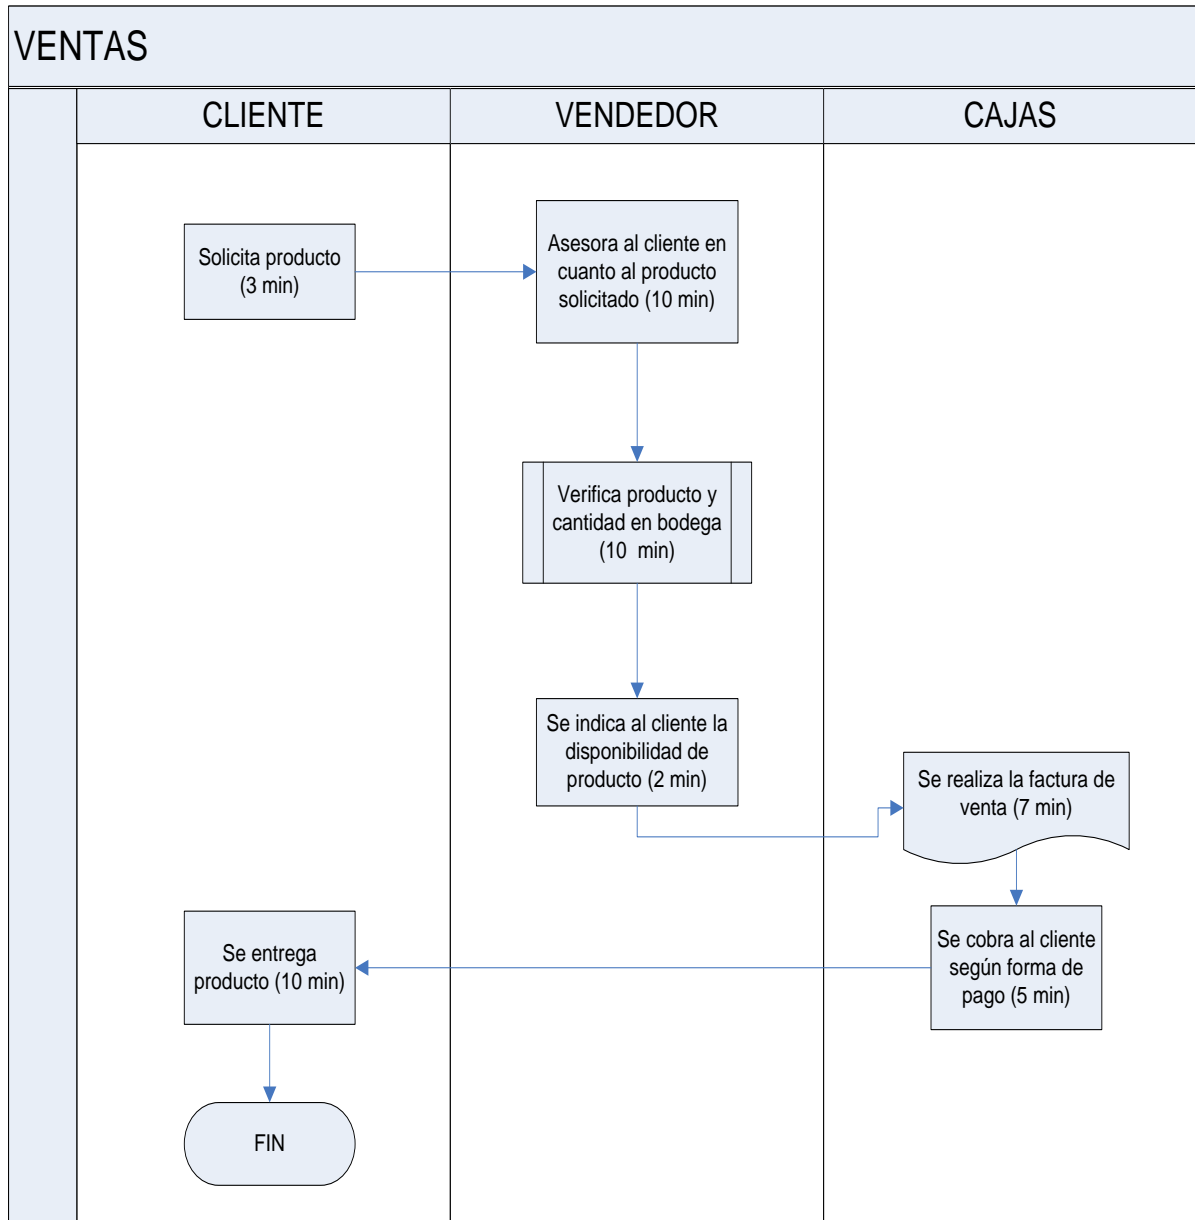 VENTAS
CLIENTE
VENDEDOR
CAJAS
Solicita producto
(3 min)
Asesora al cliente en
cuanto al producto
solicitado (10 min)
Verifica producto y
cantidad en bodega
(10  min)
Se indica al cliente la
disponibilidad de
producto (2 min)
Se realiza la factura de
venta (7 min)
Se cobra al cliente
según forma de
pago (5 min)
Se entrega
producto (10 min)
FIN